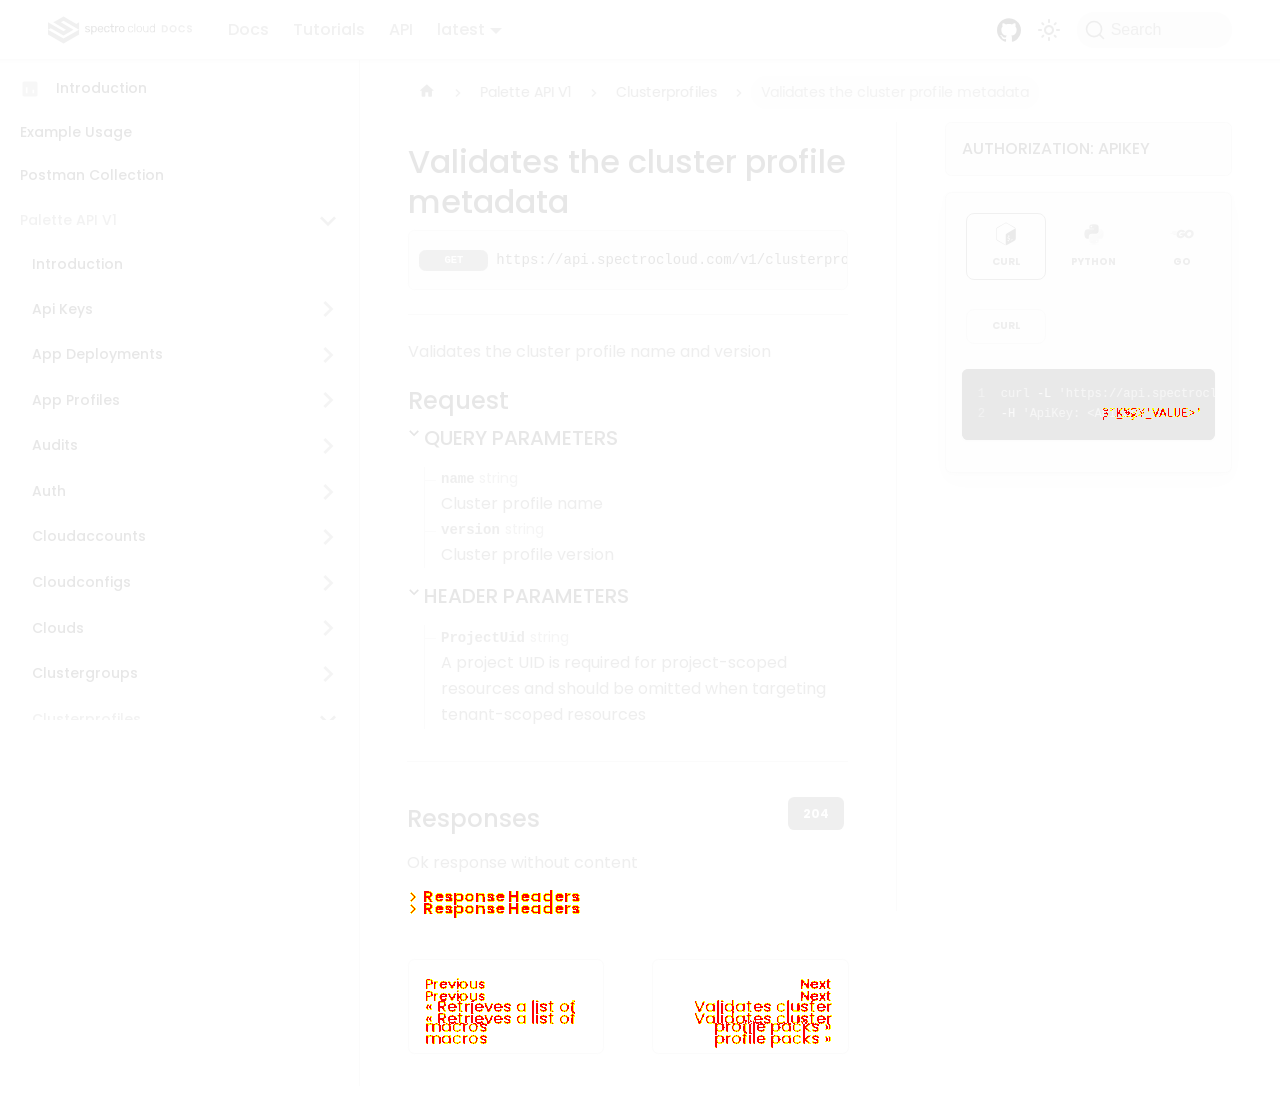 spectro cloud DOCS
Docs Tutorials API latest
Search
Introduction
Example Usage
Postman Collection
Palette API V1
Introduction
Api Keys
App Deployments
App Profiles
Audits
Auth
Cloudaccounts
Cloudconfigs
Clouds
Clustergroups
Clusterprofiles
Palette API V1 Clusterprofiles Validates the cluster profile metadata
Validates the cluster profile
metadata
GET https://api.spectrocloud.com/v1/clusterpro
Validates the cluster profile name and version
Request
QUERY PARAMETERS
name string
Cluster profile name
version string
Cluster profile version
HEADER PARAMETERS
ProjectUid string
A project UID is required for project-scoped
resources and should be omitted when targeting
tenant-scoped resources
Responses
204
Ok response without content
Response Headers
Response Headers
Previous
Previous
« Retrieves a list of
« Retrieves a list of
macros
macros
Next
Next
Validates cluster
Validates cluster
profile packs »
profile packs »
AUTHORIZATION: APIKEY
CURL
PYTHON
GO
CURL
1 curl -L 'https://api.spectrocl
2 -H 'ApiKey: VALUE>'